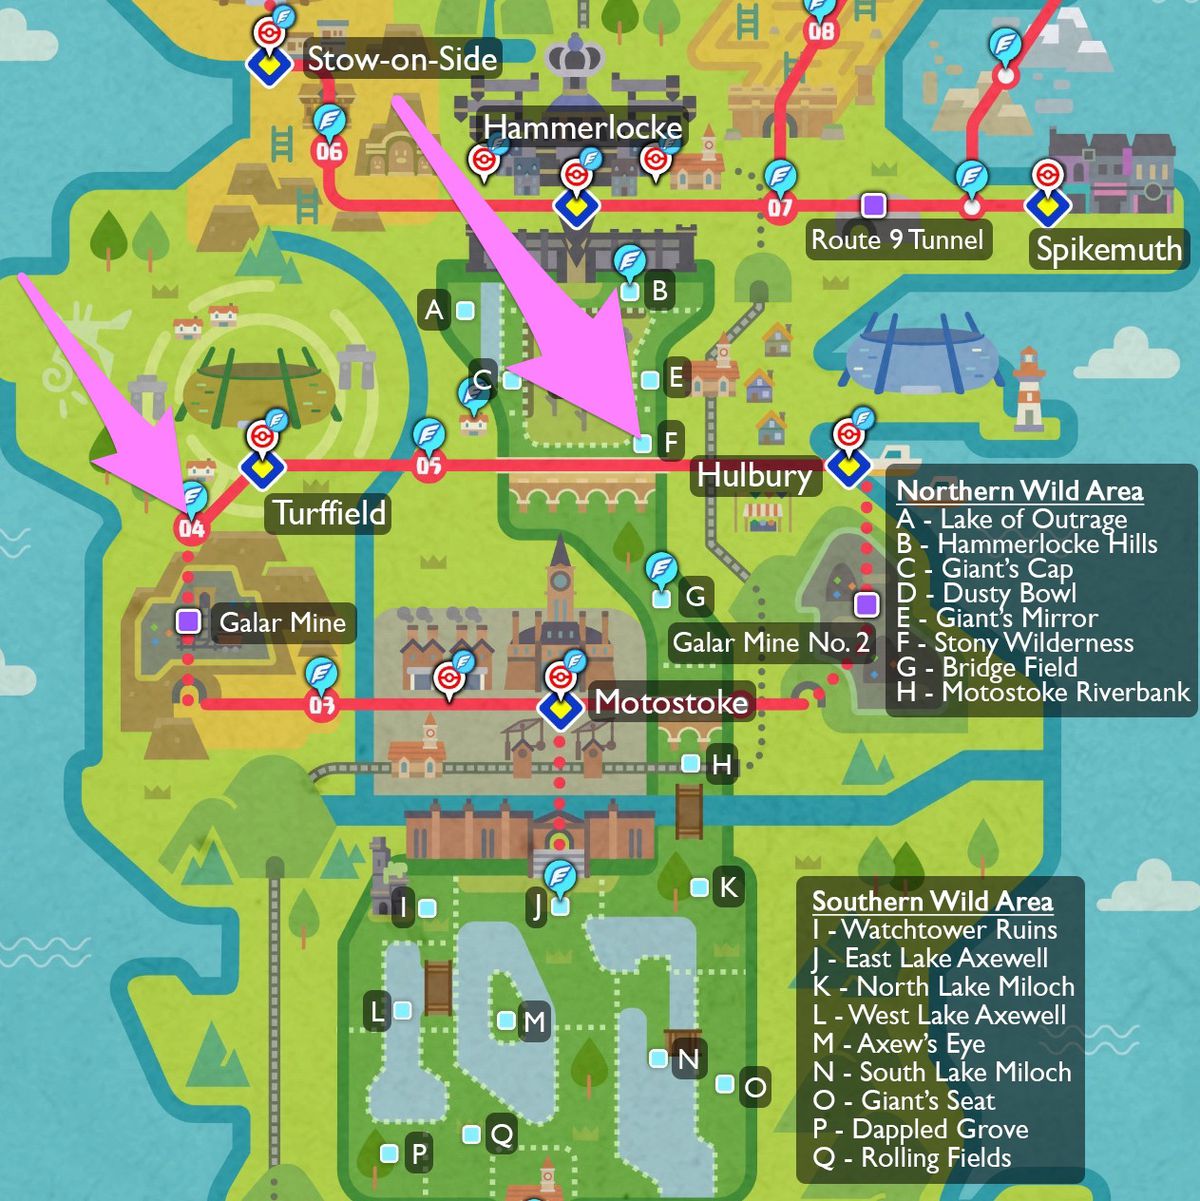 08
Stow-on-Side
Hammerlocke
06
07
Route 9 Tunnel
Spikemuth
B
A
C
E
F
05
Hulbury
Turffield
04
Northern Wild Area
A - Lake of Outrage
B - Hammerlocke Hills
C - Giant's Cap
D - Dusty Bowl
E - Giant's Mirror
F - Stony Wilderness
G - Bridge Field
H - Motostoke Riverbank
G
Galar Mine
Galar Mine No. 2
03
Motostoke
H
K
I
J
Southern Wild Area
I - Watchtower Ruins
J - East Lake Axewell
K - North Lake Miloch
L - West Lake Axewell
M - Axew's Eye
N - South Lake Miloch
O - Giant's Seat
P - Dappled Grove
Q - Rolling Fields
L
M
N
O
Q
P